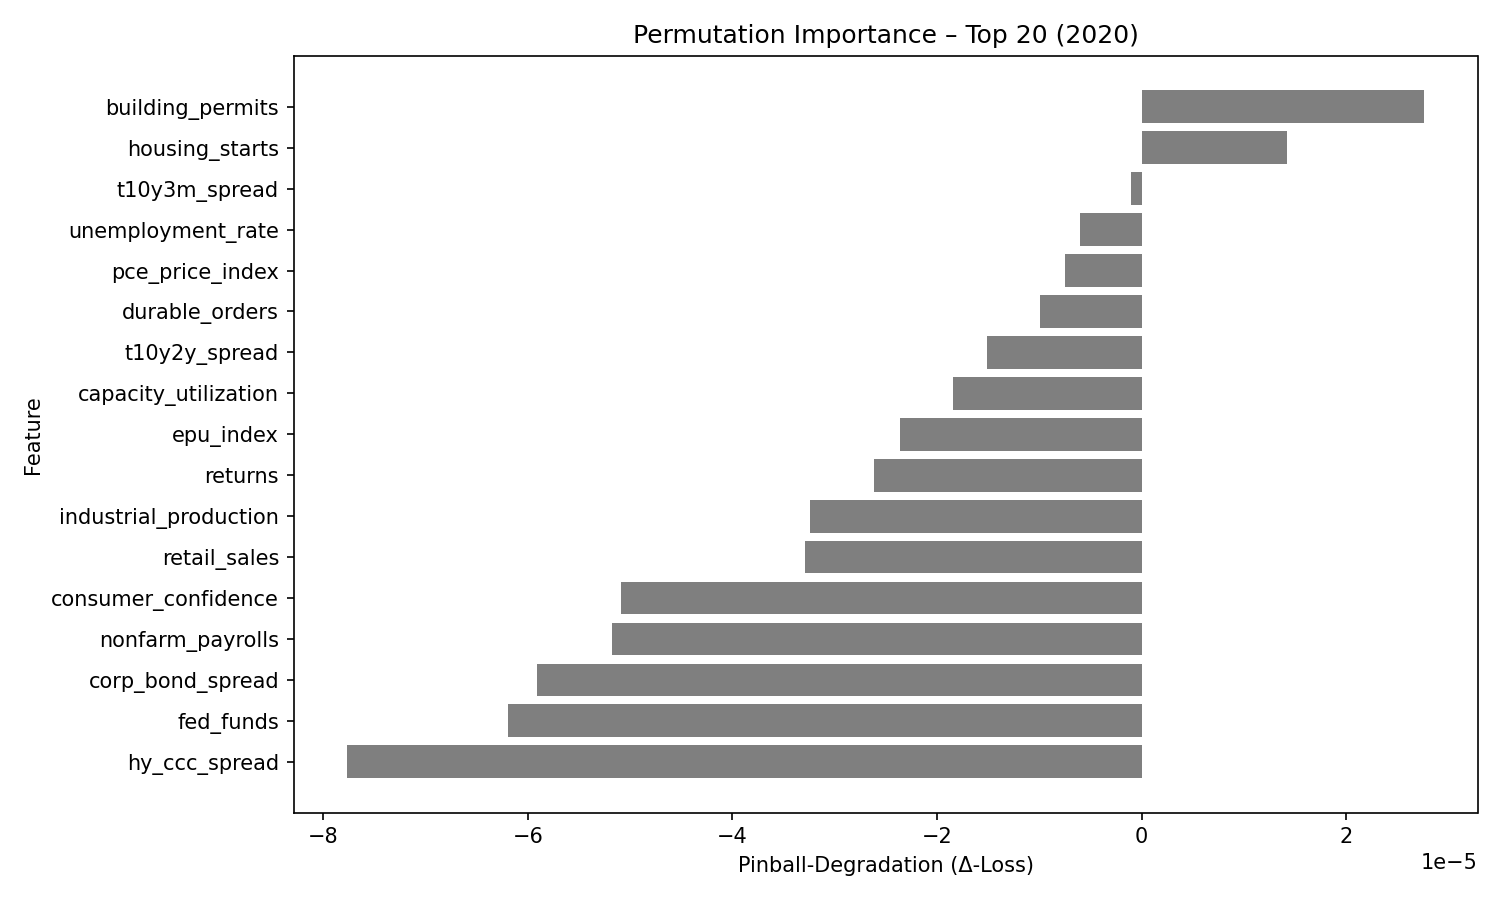 Permutation Importance – Top 20 (2020)
Feature
building_permits
housing_starts
t10y3m_spread
unemployment_rate
pce_price_index
durable_orders
t10y2y_spread
capacity_utilization
epu_index
returns
industrial_production
retail_sales
consumer_confidence
nonfarm_payrolls
corp_bond_spread
fed_funds
hy_ccc_spread
−8 −6 −4 −2 0 2
1e−5
Pinball-Degradation (Δ-Loss)